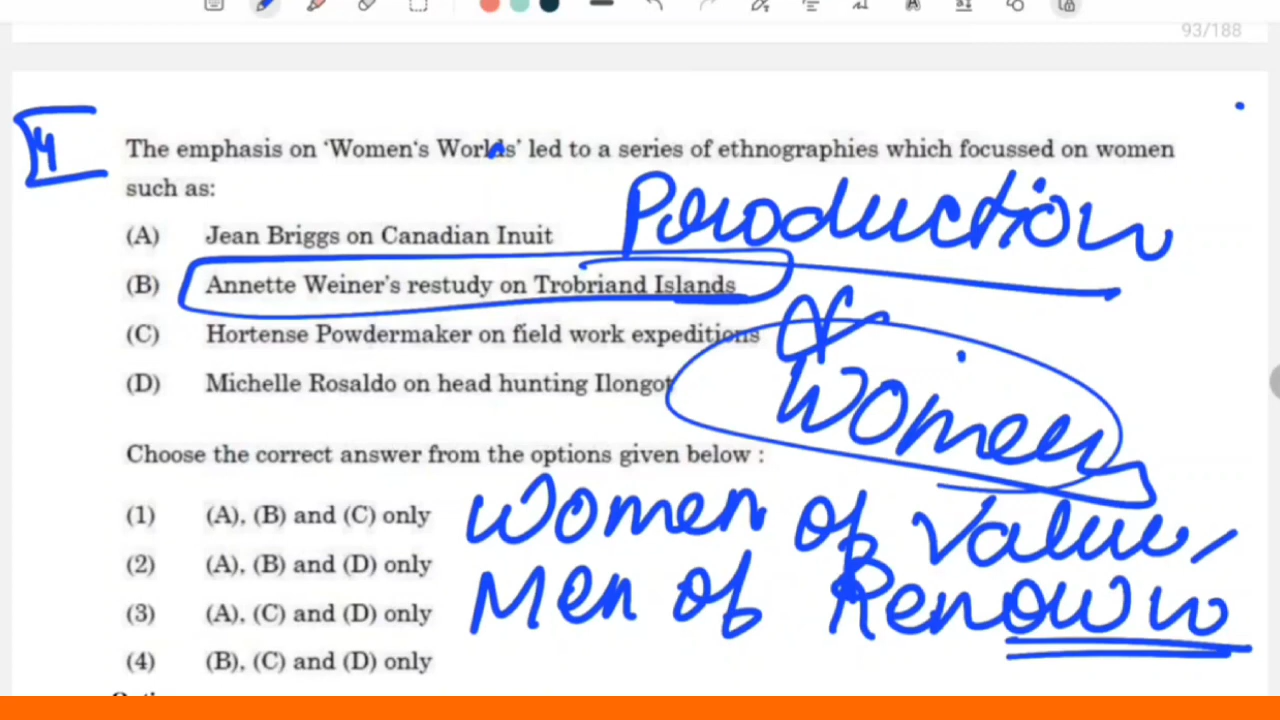 93/188
The emphasis on ‘Women‘s Worlds’ led to a series of ethnographies which focussed on women
such as:
(A) Jean Briggs on Canadian Inuit
Production
(B) Annette Weiner's restudy on Trobriand Islands
of
(C) Hortense Powdermaker on field work expeditions
(D) Michelle Rosaldo on head hunting Ilongot
Women
Choose the correct answer from the options given below :
(1) (A), (B) and (C) only
Women of Value,
(2) (A), (B) and (D) only
(3) (A), (C) and (D) only
Men of Renown
(4) (B), (C) and (D) only